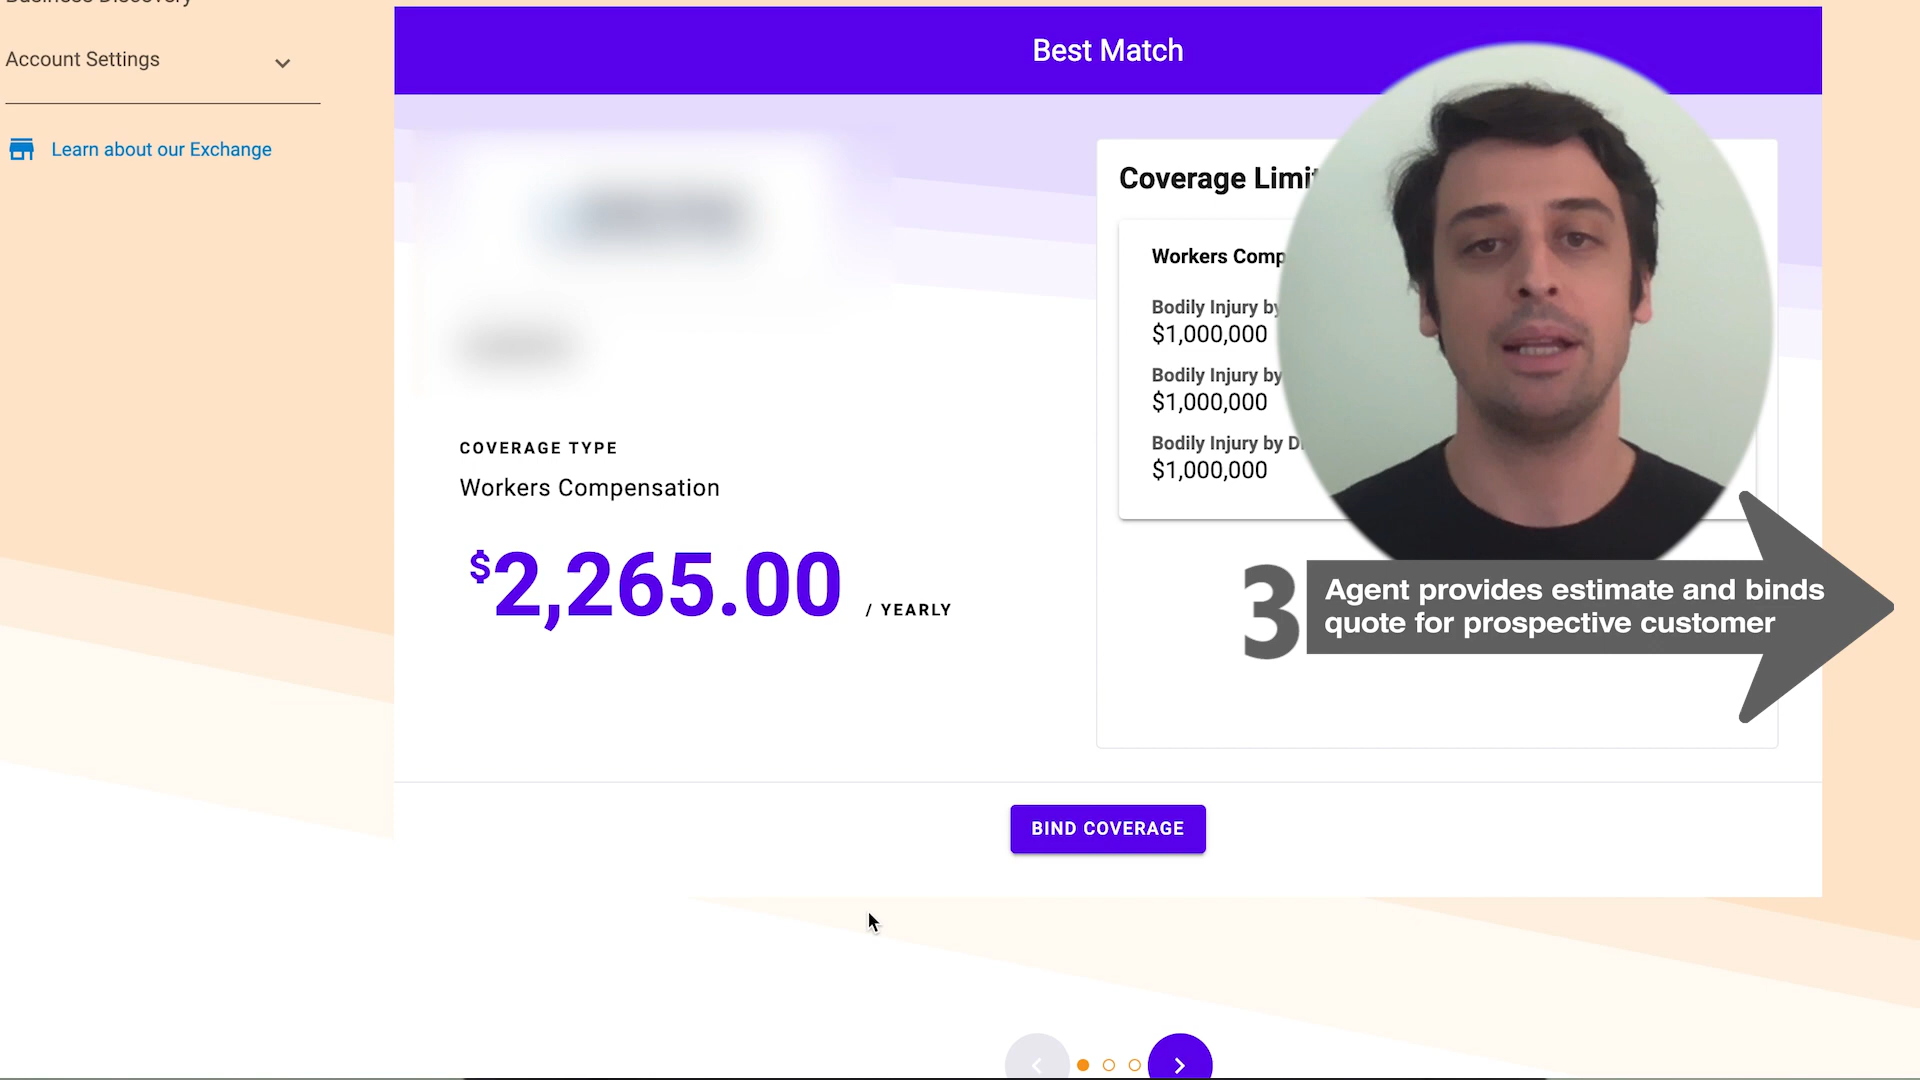 Account Settings
Learn about our Exchange
Best Match
COVERAGE TYPE
Workers Compensation
$2,265.00 / YEARLY
Coverage
Workers Comp
Bodily Injury by
$1,000,000
Bodily Injury by
$1,000,000
Bodily Injury by
$1,000,000
3
Agent provides estimate and binds
quote for prospective customer
BIND COVERAGE